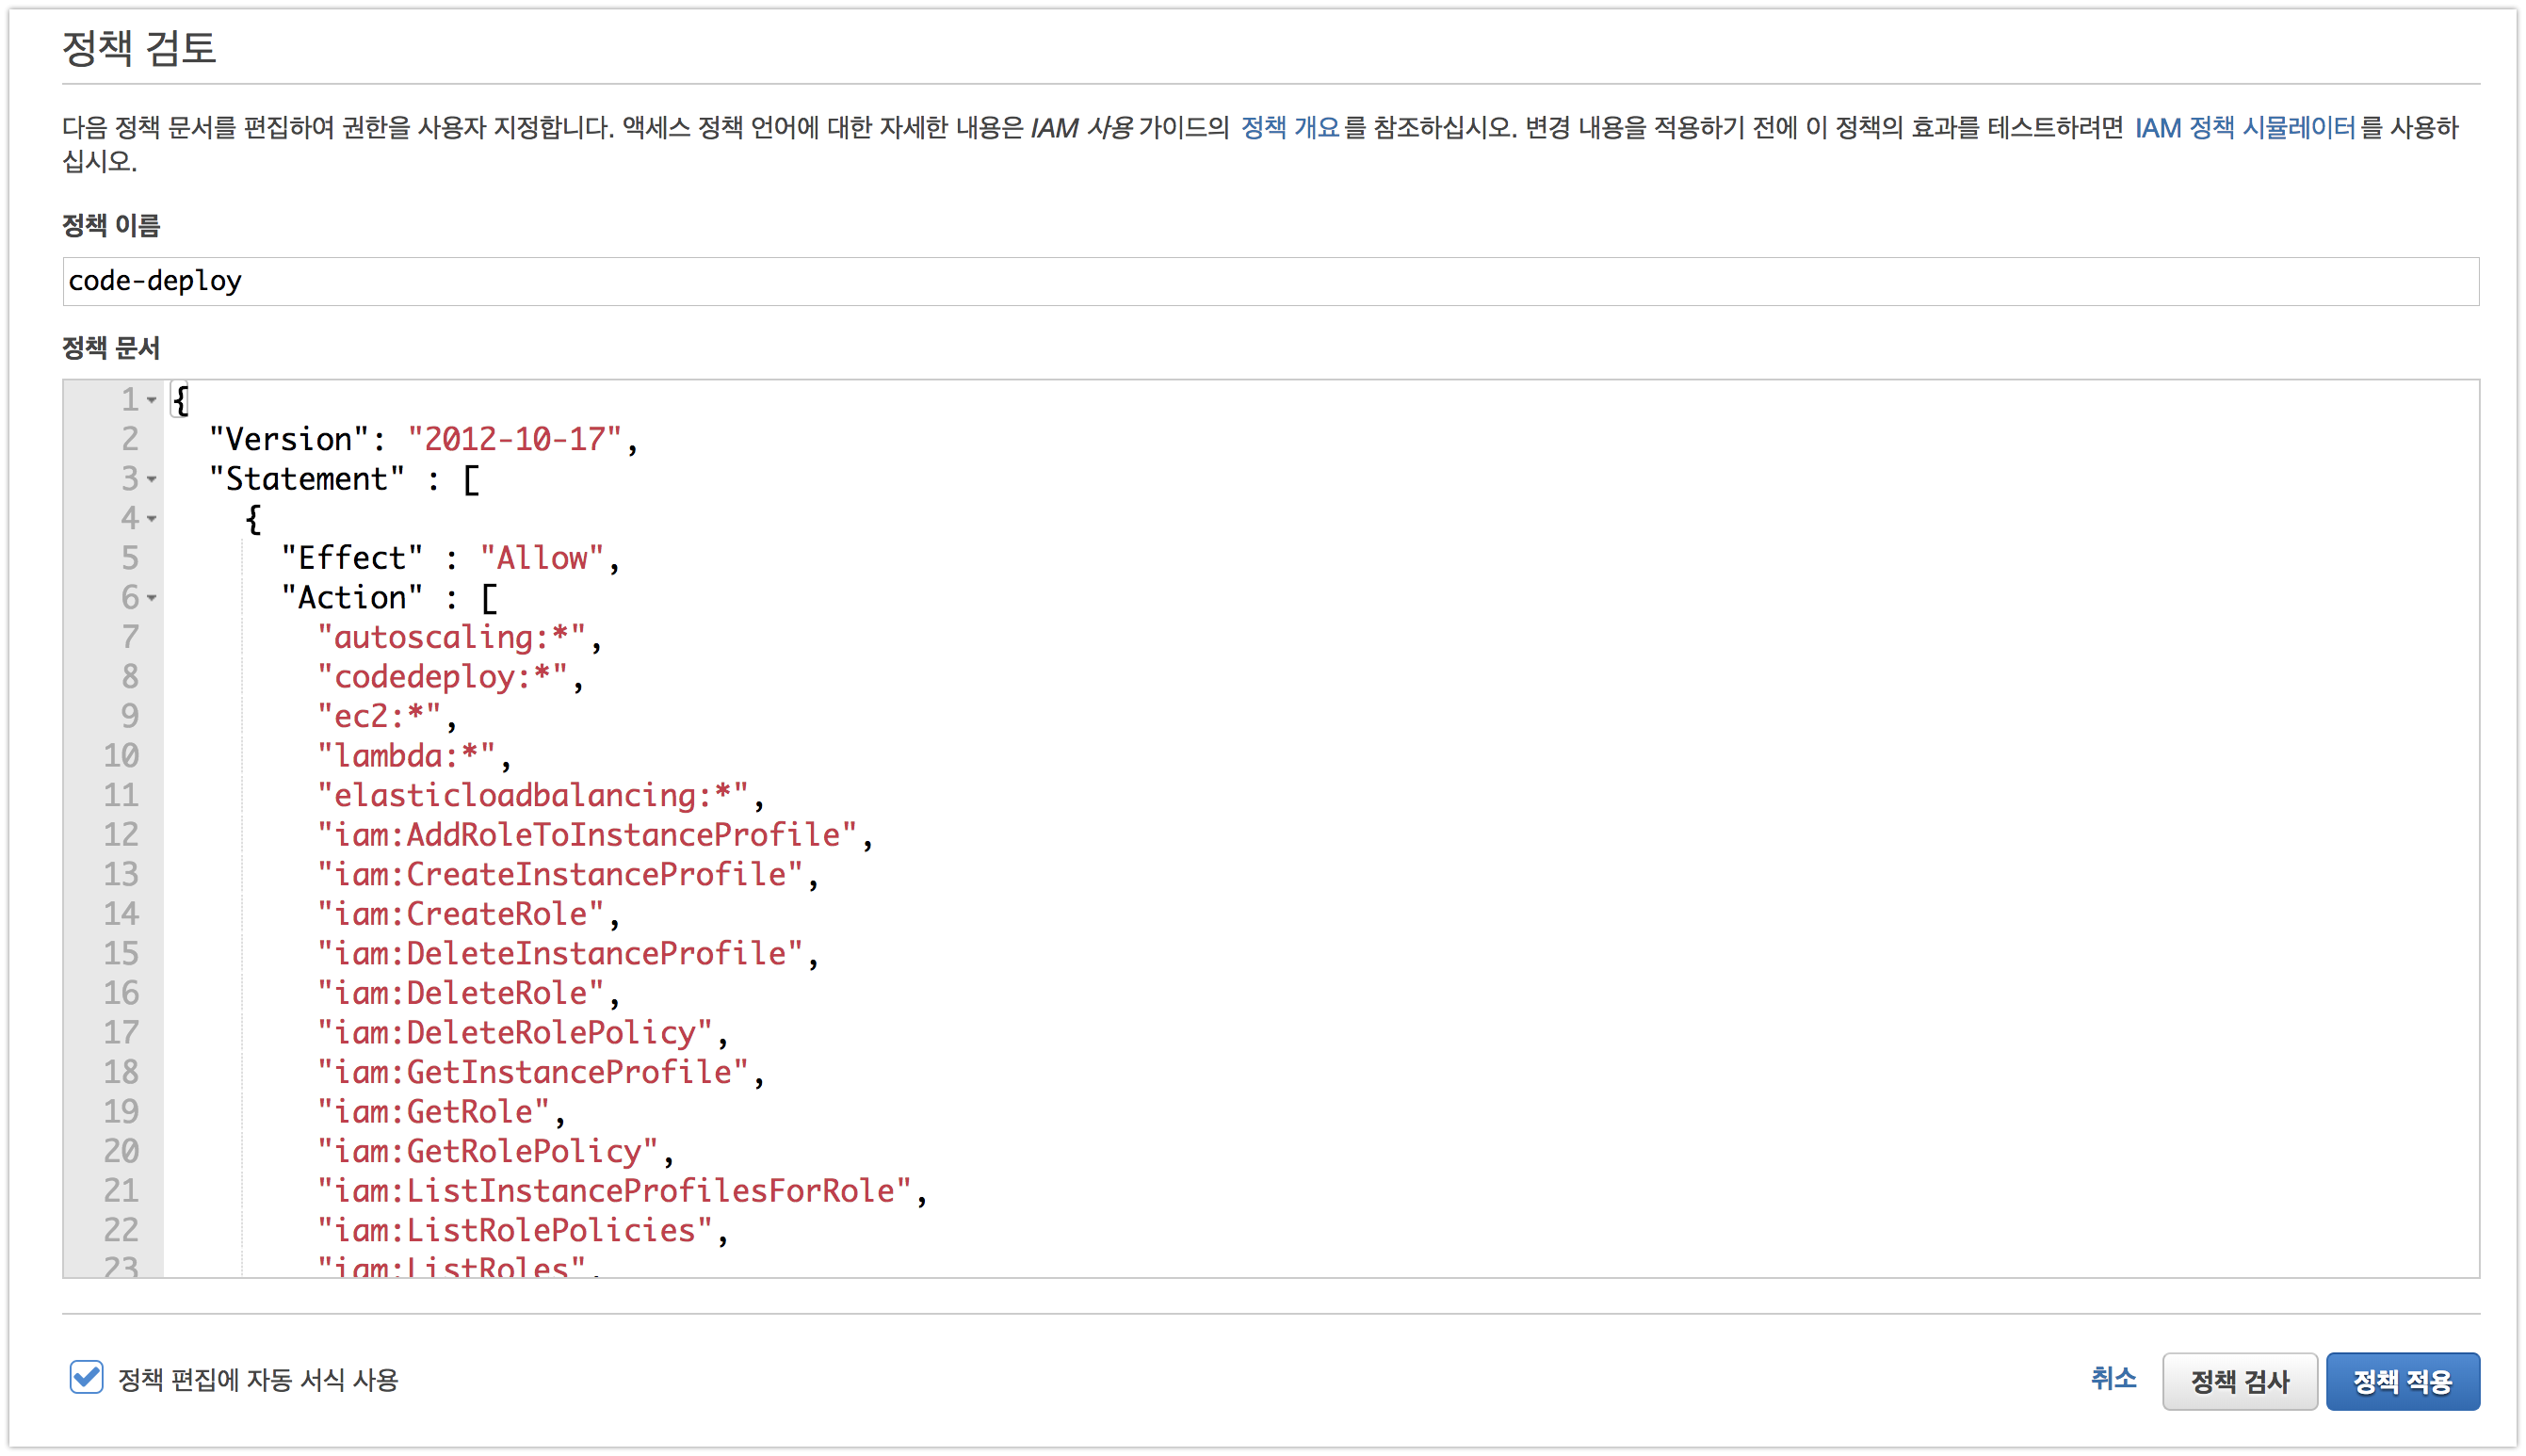 정책 검토
다음 정책 문서를 편집하여 권한을 사용자 지정합니다. 액세스 정책 언어에 대한 자세한 내용은 IAM 사용 가이드의 정책 개요를 참조하십시오. 변경 내용을 적용하기 전에 이 정책의 효과를 테스트하려면 IAM 정책 시뮬레이터를 사용하
십시오.
정책 이름
code-deploy
정책 문서
1 {
2 "Version": "2012-10-17",
3 "Statement" : [
4 {
5 "Effect" : "Allow",
6 "Action" : [
7 "autoscaling:*",
8 "codedeploy:*",
9 "ec2:*",
10 "lambda:*",
11 "elasticloadbalancing:*",
12 "iam:AddRoleToInstanceProfile",
13 "iam:CreateInstanceProfile",
14 "iam:CreateRole",
15 "iam:DeleteInstanceProfile",
16 "iam:DeleteRole",
17 "iam:DeleteRolePolicy",
18 "iam:GetInstanceProfile",
19 "iam:GetRole",
20 "iam:GetRolePolicy",
21 "iam:ListInstanceProfilesForRole",
22 "iam:ListRolePolicies",
23 "iam:ListRoles",
정책 편집에 자동 서식 사용 취소 정책 검사 정책 적용